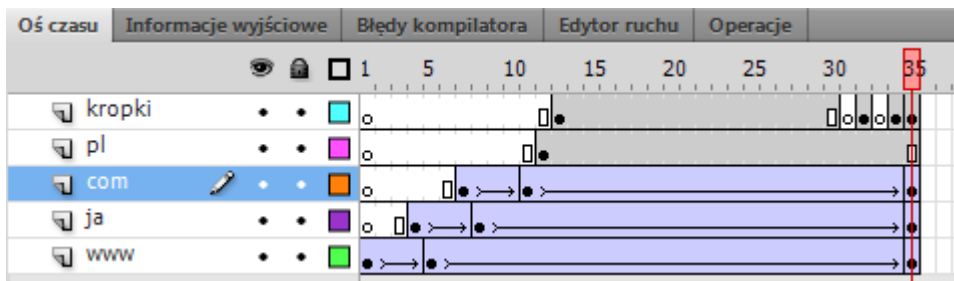 Oś czasu Informacje wyjściowe Błędy kompilatora Edytor ruchu Operacje
1 5 10 15 20 25 30 35
kropki
pl
com
ja
www